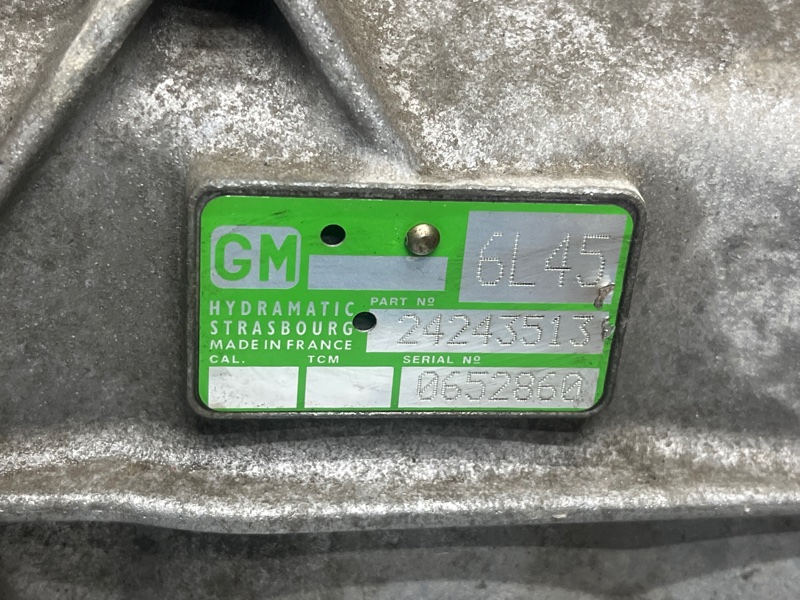 GM
6L45
HYDRAMATIC
STRASBOURG
MADE IN FRANCE
PART Nº
24243513
CAL.
TCM
SERIAL Nº
0652860